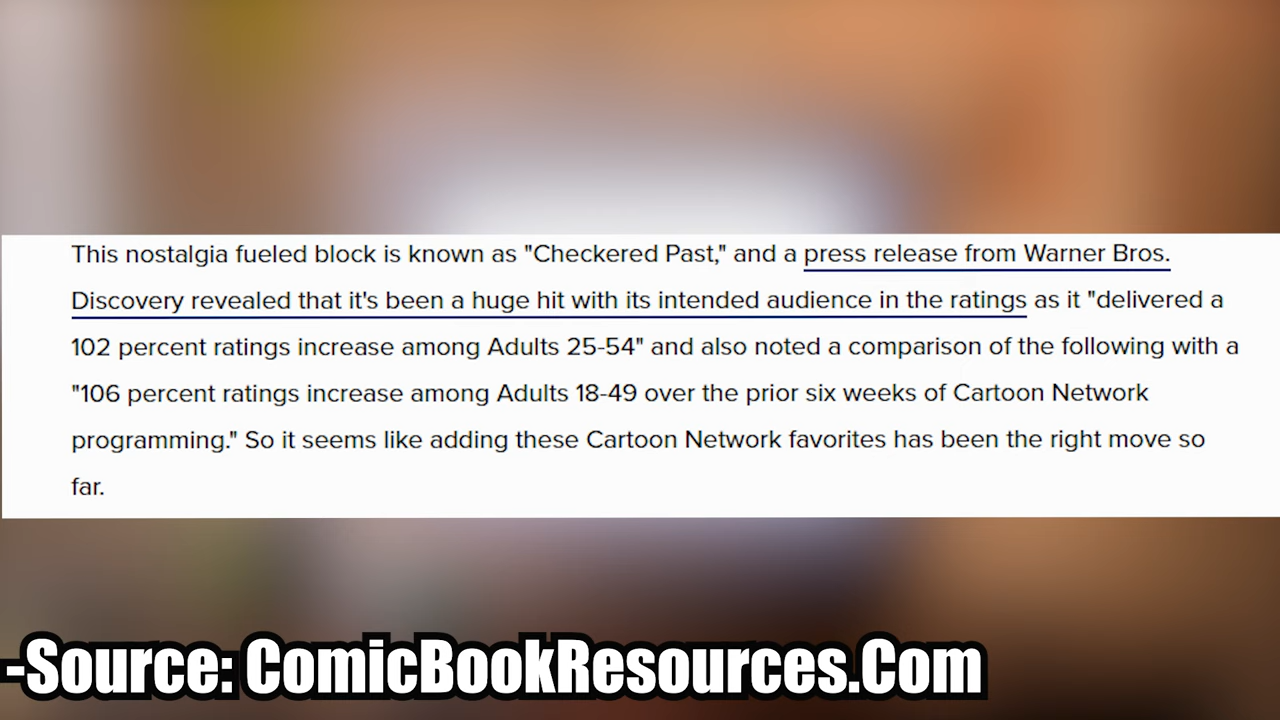 This nostalgia fueled block is known as "Checkered Past," and a press release from Warner Bros.
Discovery revealed that it's been a huge hit with its intended audience in the ratings as it "delivered a
102 percent ratings increase among Adults 25-54" and also noted a comparison of the following with a
"106 percent ratings increase among Adults 18-49 over the prior six weeks of Cartoon Network
programming." So it seems like adding these Cartoon Network favorites has been the right move so
far.
-Source: ComicBookResources.Com